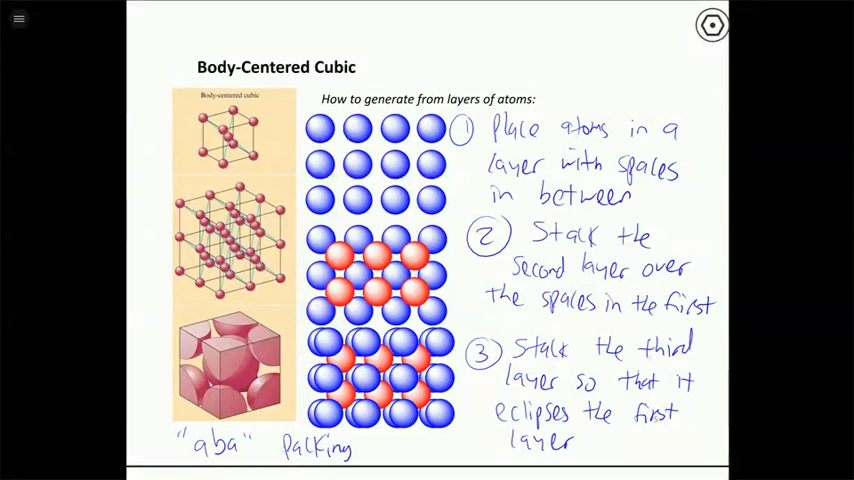 Body-Centered Cubic
Body-centered cubic
How to generate from layers of atoms:
① Place atoms in a
layer with spaces
in between
② Stack the
second layer over
the spaces in the first
③ Stack the third
layer so that it
eclipses the first
layer
"aba" packing